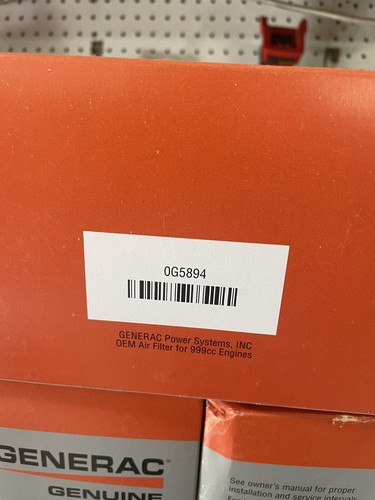 0G5894
GENERAC Power Systems, INC
OEM Air Filter for 999cc Engines
GENERAC
GENUINE
See owner's manual for proper
installation and service intervals